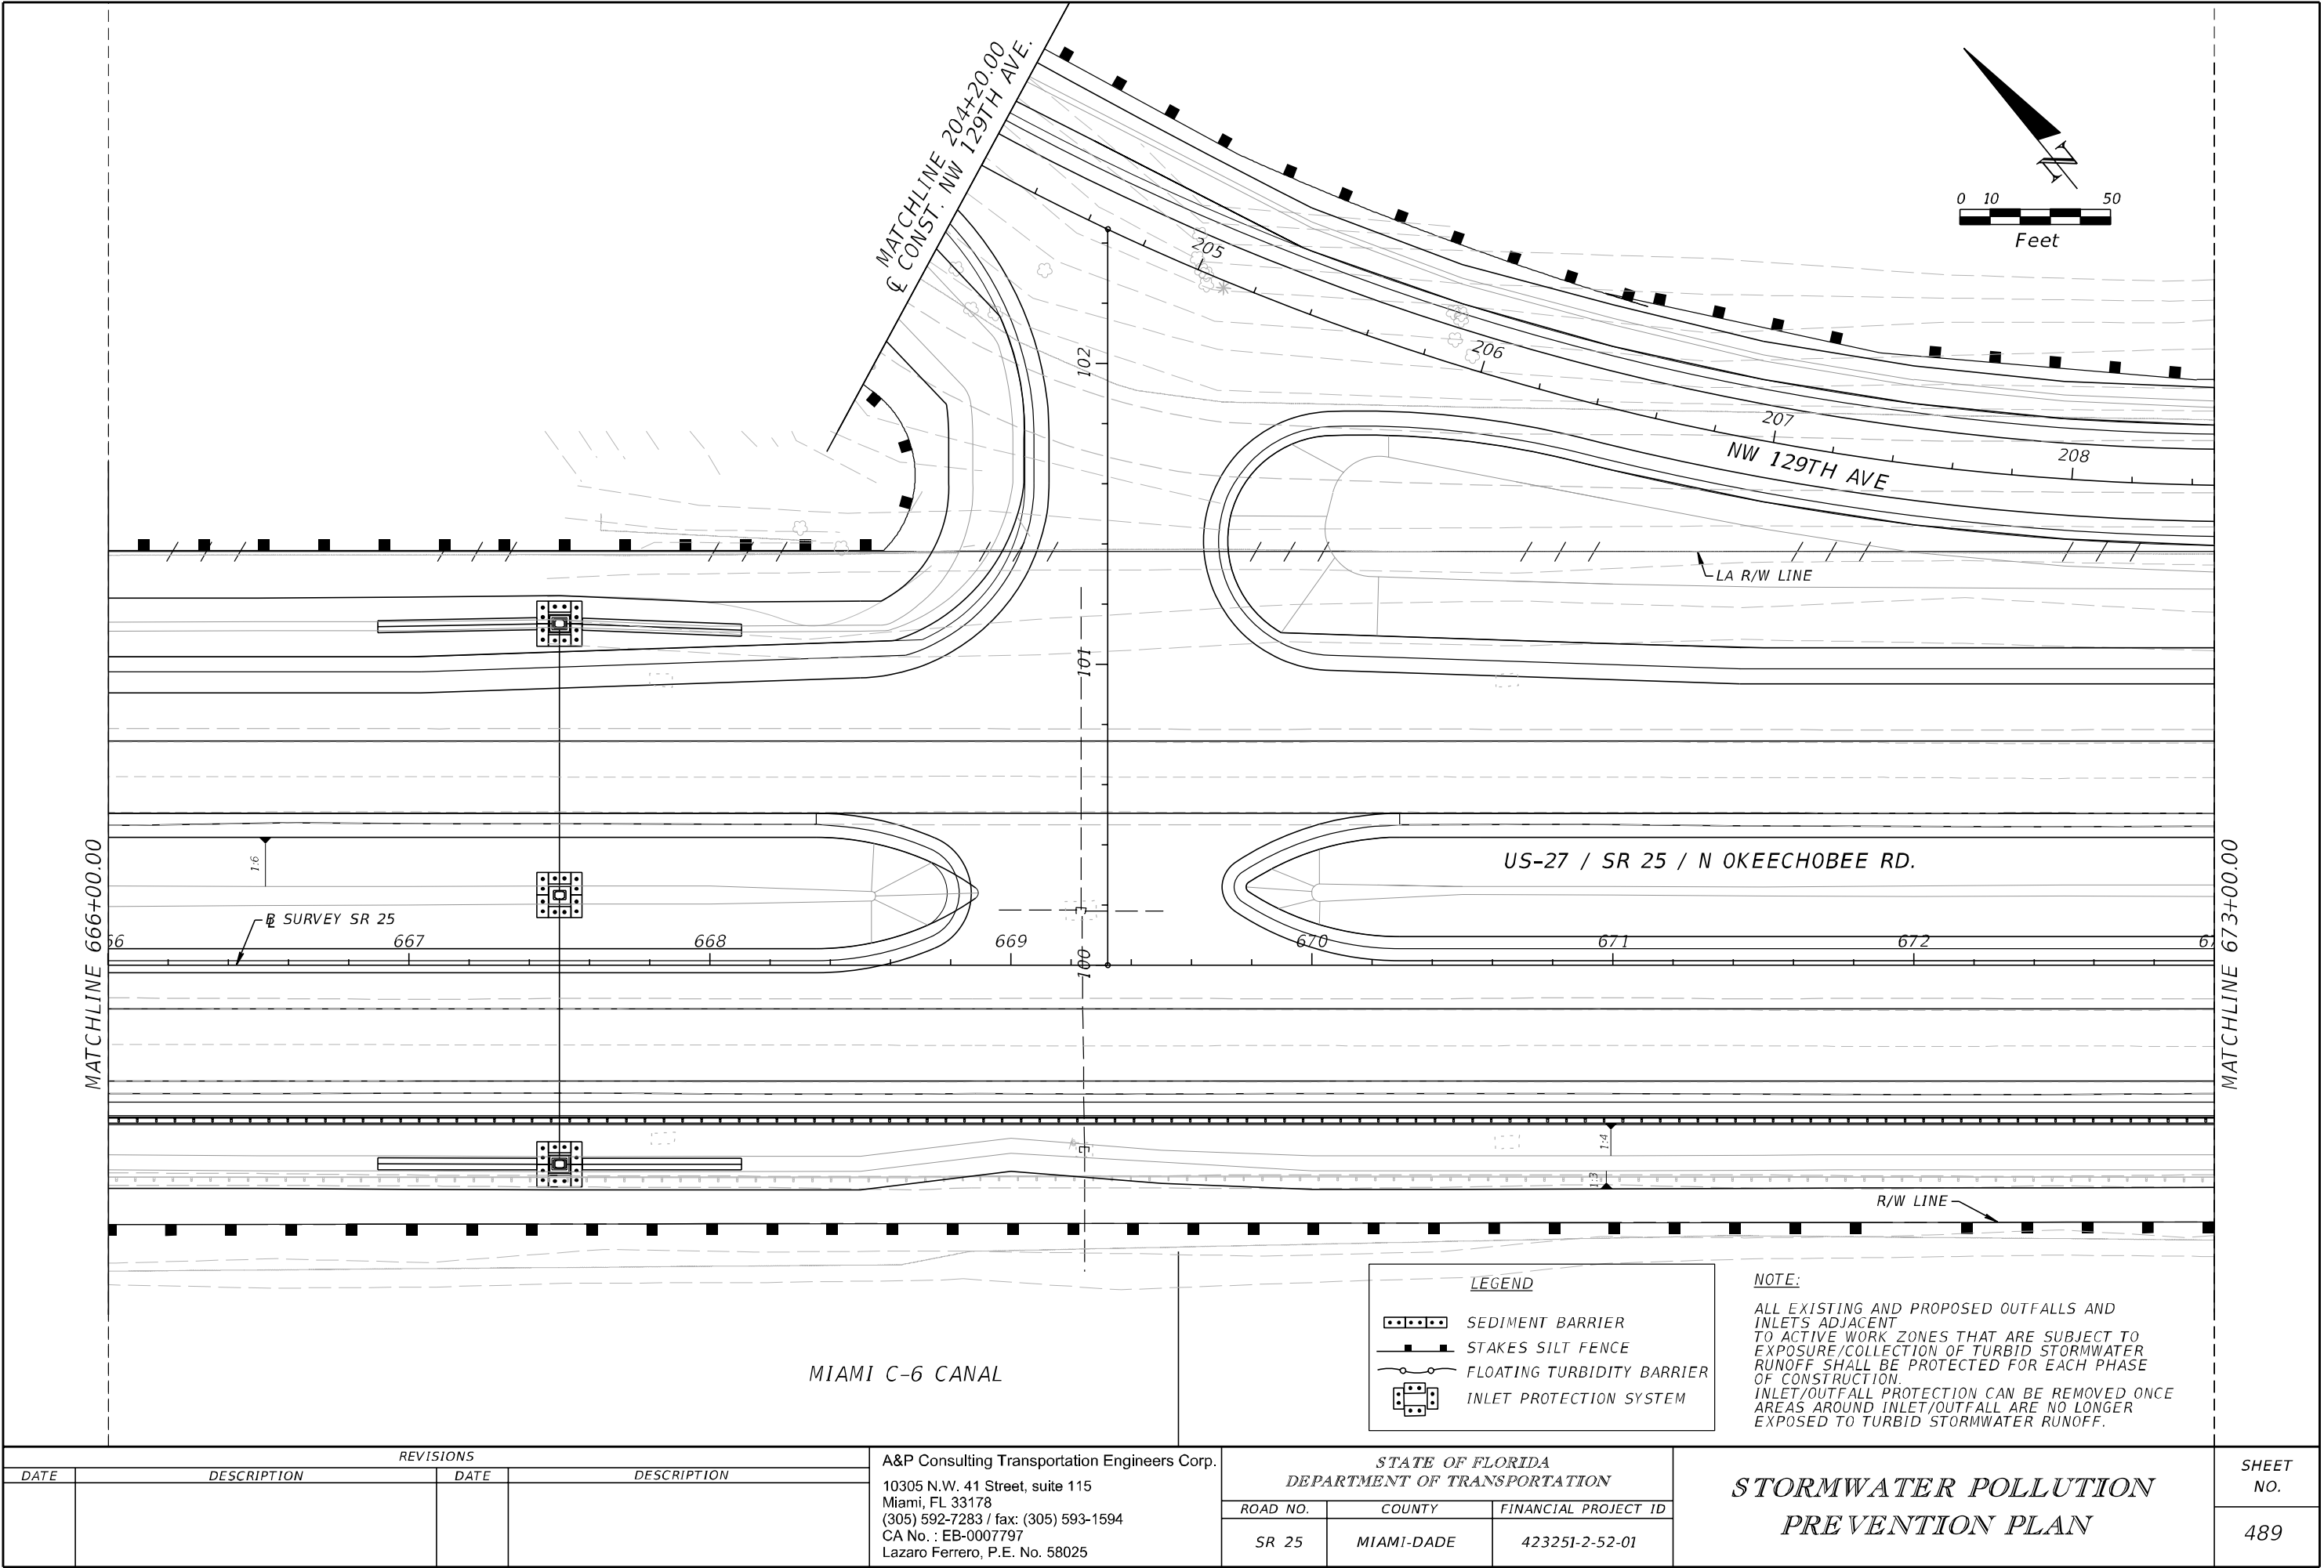 MATCHLINE 204+20.00
℄ CONST. NW 129TH AVE.
N
0 10 50
Feet
205
206
207
208
NW 129TH AVE
102
101
100
LA R/W LINE
MATCHLINE 666+00.00
MATCHLINE 673+00.00
1:6
US-27 / SR 25 / N OKEECHOBEE RD.
BL SURVEY SR 25
66
667
668
669
670
671
672
67
1:4
1:3
R/W LINE
MIAMI C-6 CANAL
LEGEND
SEDIMENT BARRIER
STAKES SILT FENCE
FLOATING TURBIDITY BARRIER
INLET PROTECTION SYSTEM
NOTE:
ALL EXISTING AND PROPOSED OUTFALLS AND
INLETS ADJACENT
TO ACTIVE WORK ZONES THAT ARE SUBJECT TO
EXPOSURE/COLLECTION OF TURBID STORMWATER
RUNOFF SHALL BE PROTECTED FOR EACH PHASE
OF CONSTRUCTION.
INLET/OUTFALL PROTECTION CAN BE REMOVED ONCE
AREAS AROUND INLET/OUTFALL ARE NO LONGER
EXPOSED TO TURBID STORMWATER RUNOFF.
REVISIONS
DATE DESCRIPTION DATE DESCRIPTION
A&P Consulting Transportation Engineers Corp.
10305 N.W. 41 Street, suite 115
Miami, FL 33178
(305) 592-7283 / fax: (305) 593-1594
CA No. : EB-0007797
Lazaro Ferrero, P.E. No. 58025
STATE OF FLORIDA
DEPARTMENT OF TRANSPORTATION
ROAD NO. COUNTY FINANCIAL PROJECT ID
SR 25 MIAMI-DADE 423251-2-52-01
STORMWATER POLLUTION
PREVENTION PLAN
SHEET
NO.
489